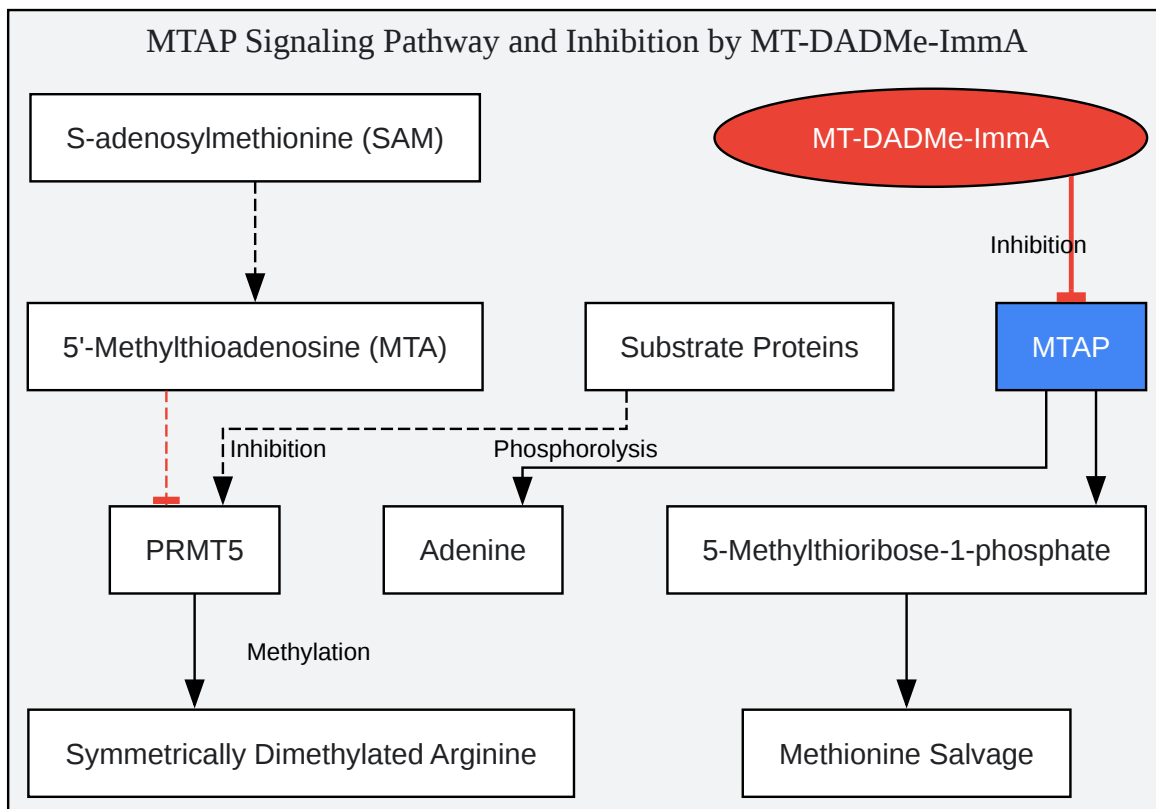 MTAP Signaling Pathway and Inhibition by MT-DADMe-ImmA
S-adenosylmethionine (SAM)
MT-DADMe-ImmA
Inhibition
5'-Methylthioadenosine (MTA)
Substrate Proteins
MTAP
Inhibition
Phosphorolysis
PRMT5
Adenine
5-Methylthioribose-1-phosphate
Methylation
Symmetrically Dimethylated Arginine
Methionine Salvage